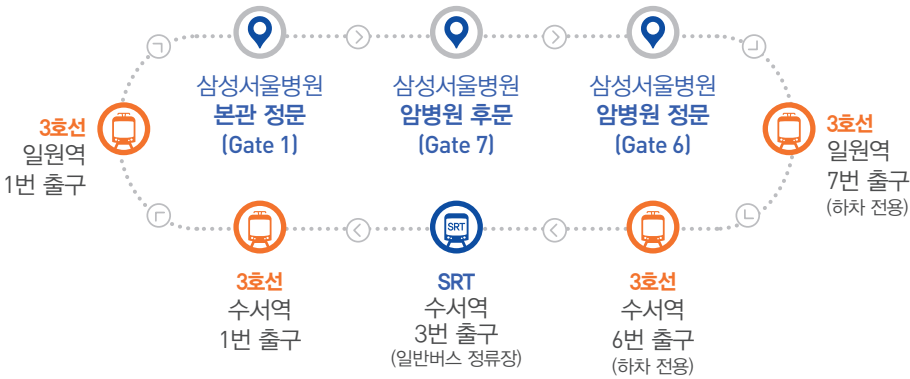 삼성서울병원
본관 정문
(Gate 1)
삼성서울병원
암병원 후문
(Gate 7)
삼성서울병원
암병원 정문
(Gate 6)
3호선
일원역
1번 출구
3호선
일원역
7번 출구
(하차 전용)
3호선
수서역
1번 출구
SRT
SRT
수서역
3번 출구
(일반버스 정류장)
3호선
수서역
6번 출구
(하차 전용)